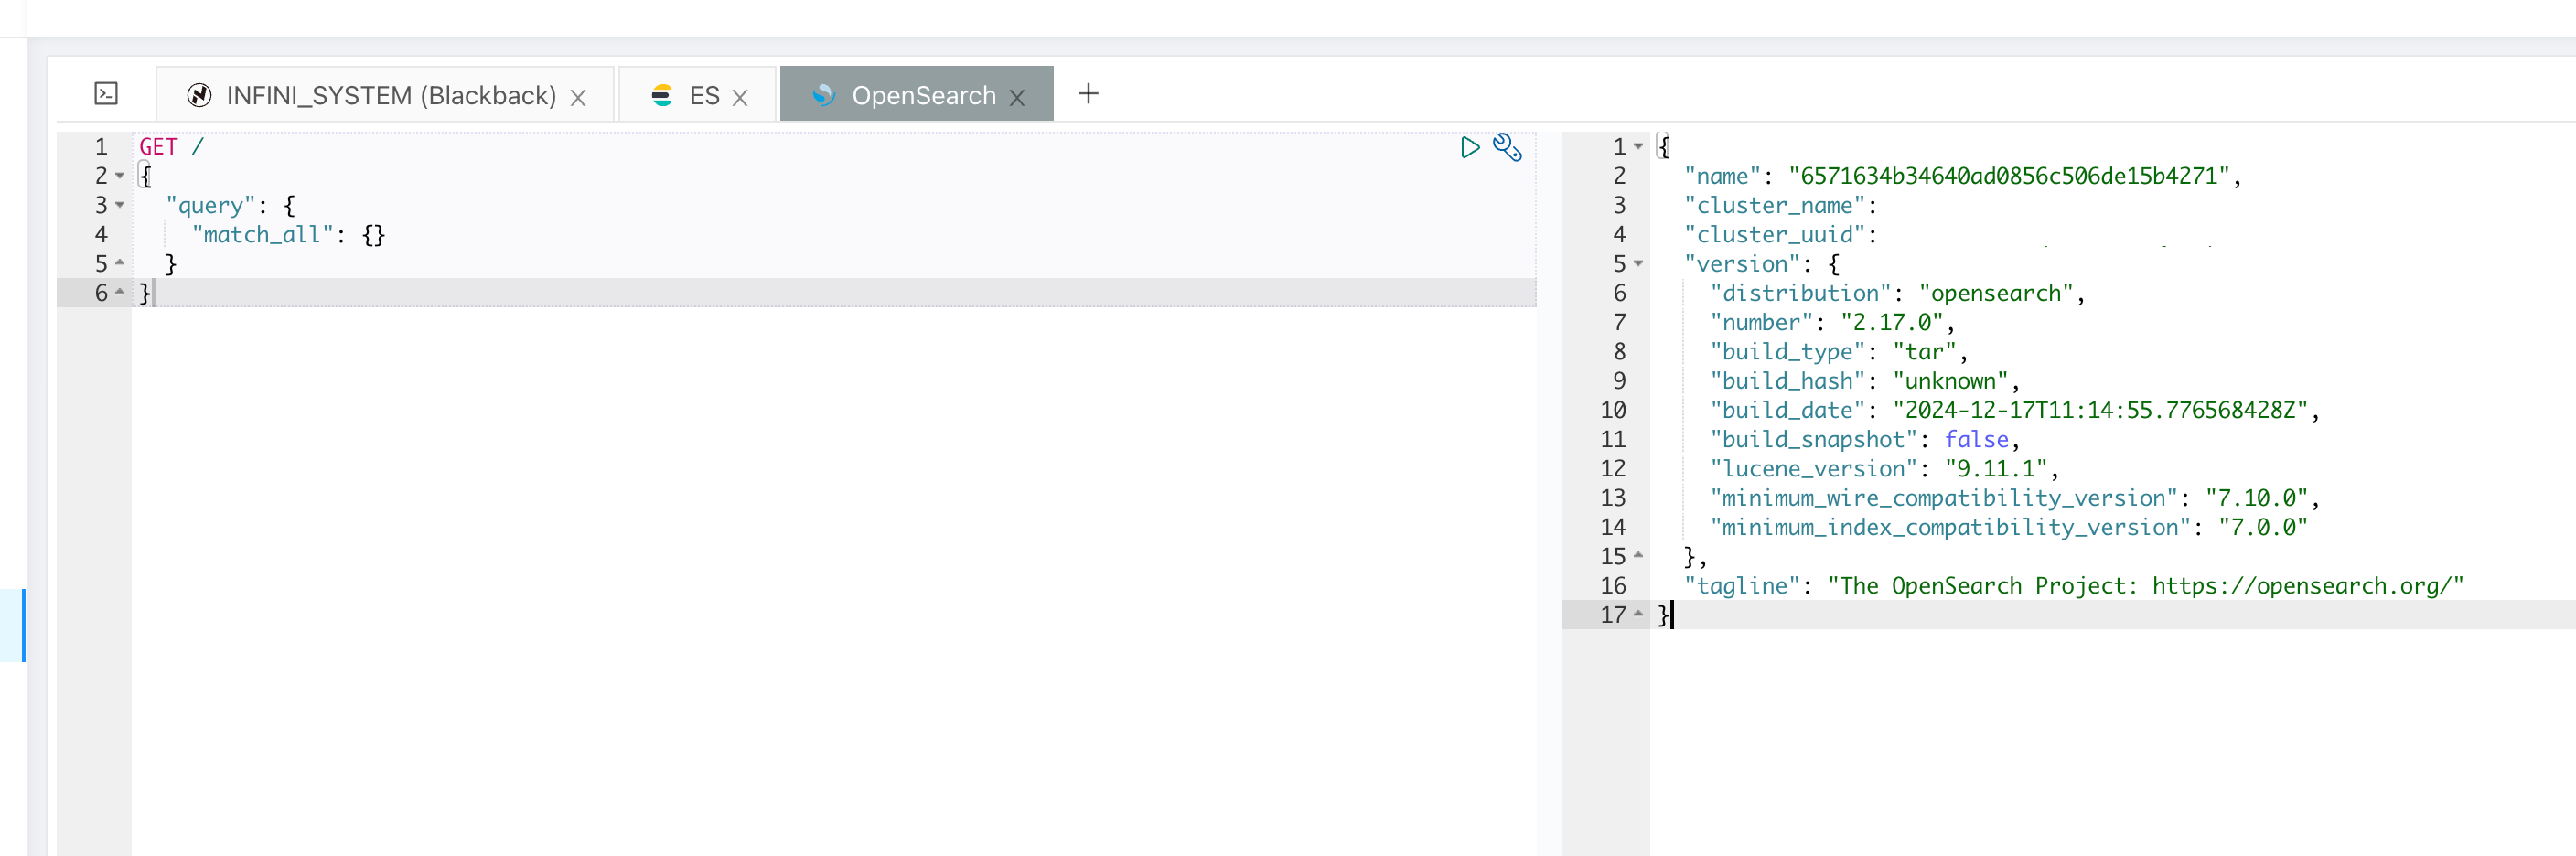 INFINI_SYSTEM (Blackback) X ES X OpenSearch X +
1 GET /
2 {
3 "query": {
4 "match_all": {}
5 }
6 }
1 {
2 "name": "6571634b34640ad0856c506de15b4271",
3 "cluster_name":
4 "cluster_uuid":
5 "version": {
6 "distribution": "opensearch",
7 "number": "2.17.0",
8 "build_type": "tar",
9 "build_hash": "unknown",
10 "build_date": "2024-12-17T11:14:55.776568428Z",
11 "build_snapshot": false,
12 "lucene_version": "9.11.1",
13 "minimum_wire_compatibility_version": "7.10.0",
14 "minimum_index_compatibility_version": "7.0.0"
15 },
16 "tagline": "The OpenSearch Project: https://opensearch.org/"
17 }